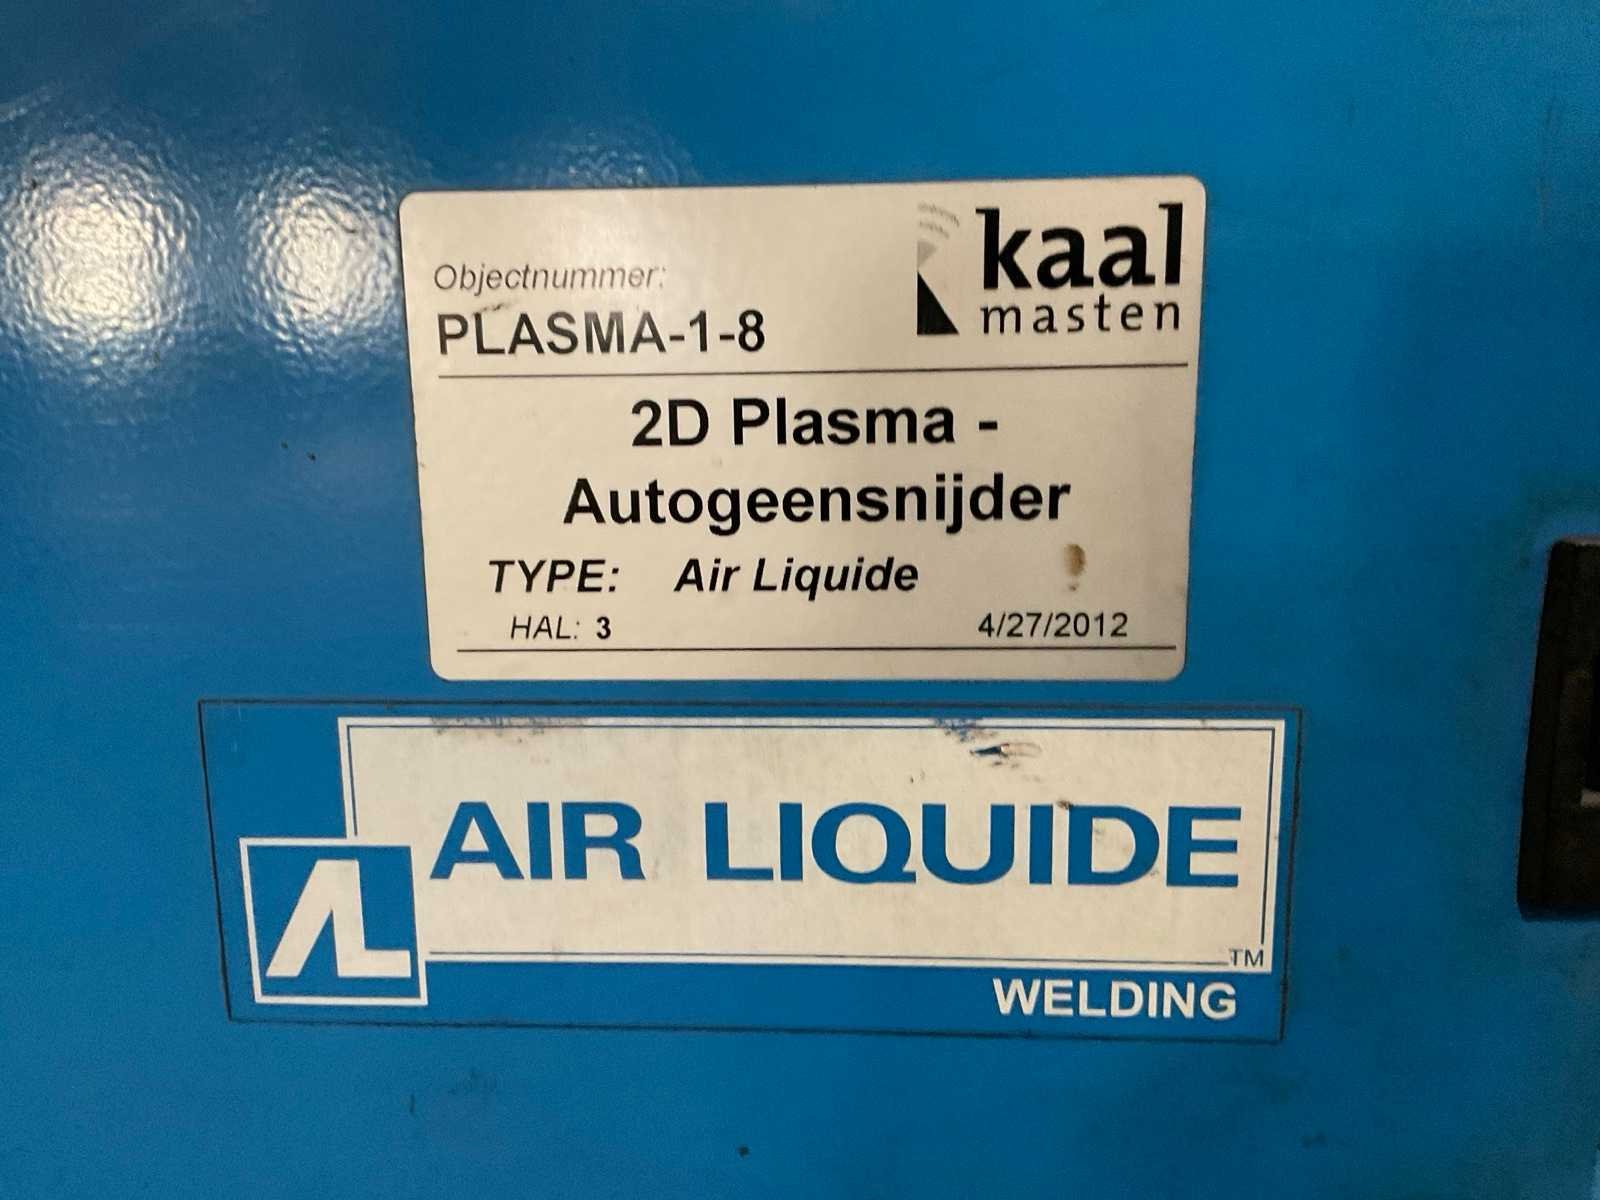 kaal
masten
Objectnummer:
PLASMA-1-8
2D Plasma -
Autogeensnijder
TYPE: Air Liquide
HAL: 3 4/27/2012
AL AIR LIQUIDE
TM
WELDING